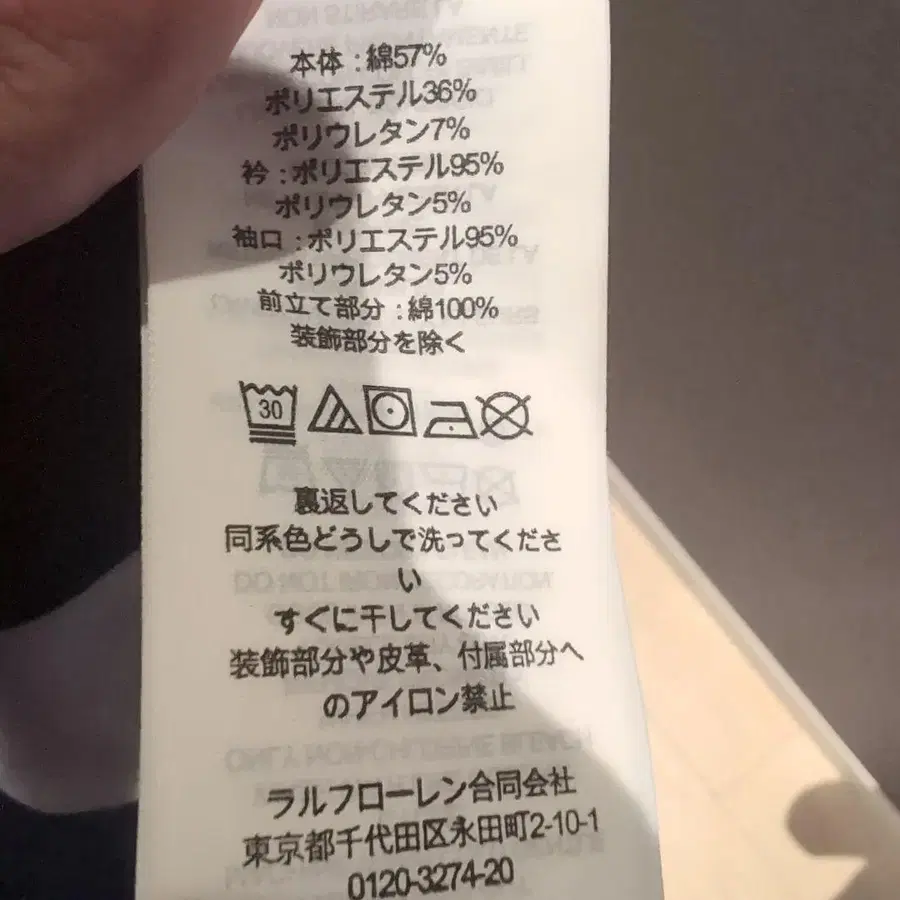 本体：綿57%
ポリエステル36%
ポリウレタン7%
衿：ポリエステル95%
ポリウレタン5%
袖口：ポリエステル95%
ポリウレタン5%
前立て部分：綿100%
装飾部分を除く
30
裏返してください
同系色どうしで洗ってくださ
い
すぐに干してください
装飾部分や皮革、付属部分へ
のアイロン禁止
ラルフローレン合同会社
東京都千代田区永田町2-10-1
0120-3274-20